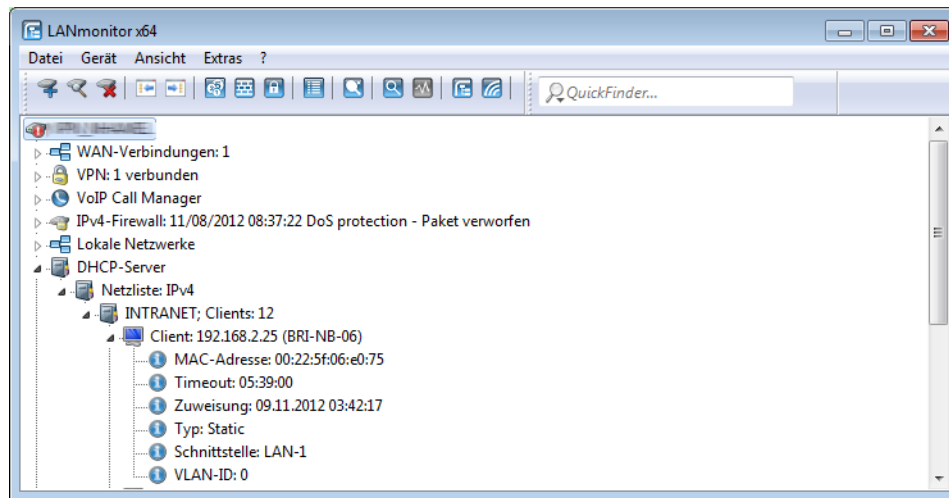 LANmonitor x64
Datei Gerät Ansicht Extras ?
QuickFinder...
WAN-Verbindungen: 1
VPN: 1 verbunden
VoIP Call Manager
IPv4-Firewall: 11/08/2012 08:37:22 DoS protection - Paket verworfen
Lokale Netzwerke
DHCP-Server
Netzliste: IPv4
INTRANET; Clients: 12
Client: 192.168.2.25 (BRI-NB-06)
MAC-Adresse: 00:22:5f:06:e0:75
Timeout: 05:39:00
Zuweisung: 09.11.2012 03:42:17
Typ: Static
Schnittstelle: LAN-1
VLAN-ID: 0